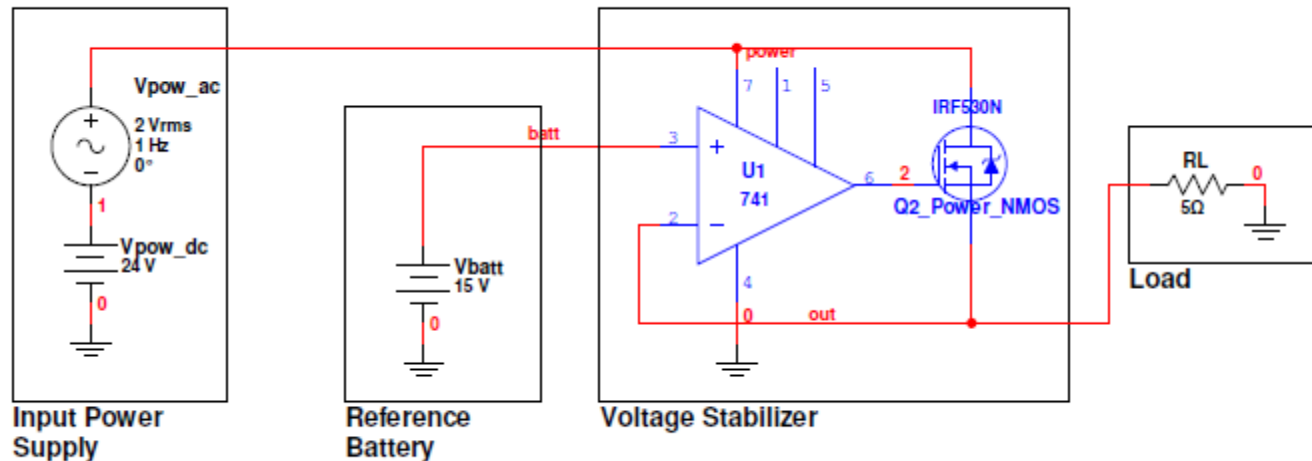 Vpow_ac
2 Vrms
1 Hz
0°
1
Vpow_dc
24 V
0
Input Power
Supply
batt
Vbatt
15 V
0
Reference
Battery
power
7
1
5
3
U1
741
2
6
2
4
0
out
IRF530N
Q2_Power_NMOS
Voltage Stabilizer
RL
5Ω
0
Load